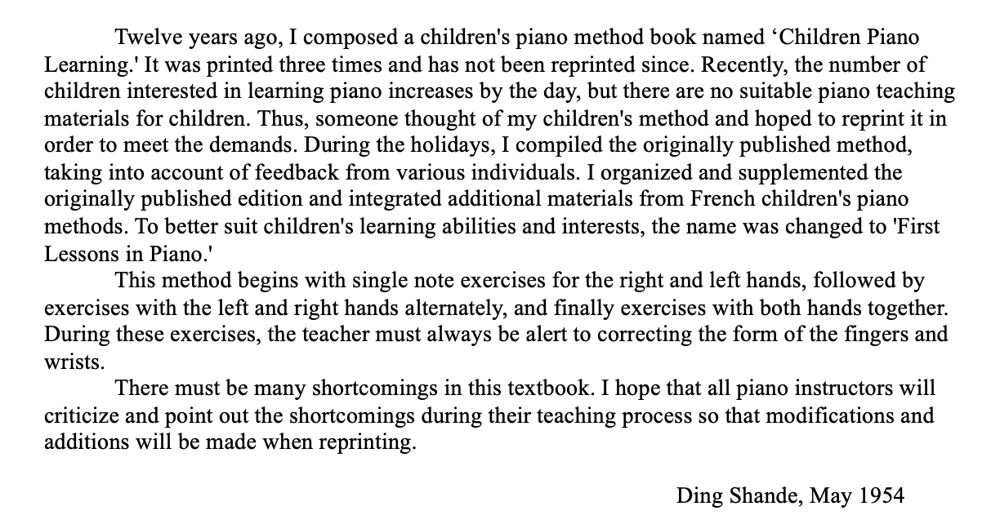 Twelve years ago, I composed a children's piano method book named ‘Children Piano
Learning.' It was printed three times and has not been reprinted since. Recently, the number of
children interested in learning piano increases by the day, but there are no suitable piano teaching
materials for children. Thus, someone thought of my children's method and hoped to reprint it in
order to meet the demands. During the holidays, I compiled the originally published method,
taking into account of feedback from various individuals. I organized and supplemented the
originally published edition and integrated additional materials from French children's piano
methods. To better suit children's learning abilities and interests, the name was changed to 'First
Lessons in Piano.'
This method begins with single note exercises for the right and left hands, followed by
exercises with the left and right hands alternately, and finally exercises with both hands together.
During these exercises, the teacher must always be alert to correcting the form of the fingers and
wrists.
There must be many shortcomings in this textbook. I hope that all piano instructors will
criticize and point out the shortcomings during their teaching process so that modifications and
additions will be made when reprinting.
Ding Shande, May 1954